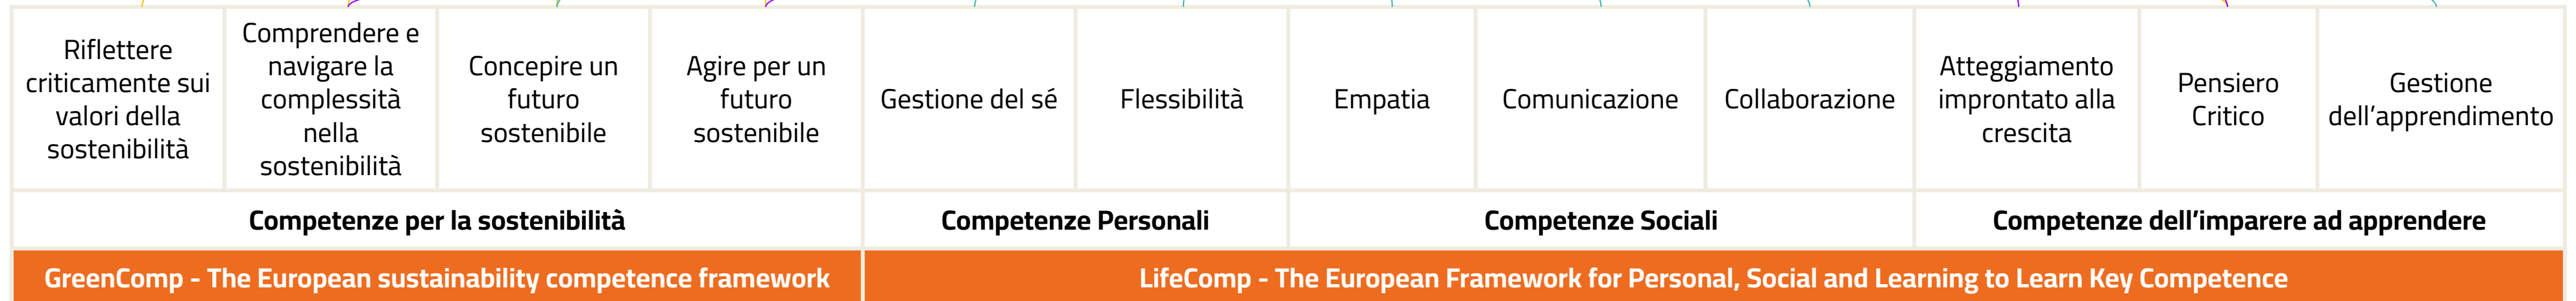 Riflettere
criticamente sui
valori della
sostenibilità
Comprendere e
navigare la
complessità
nella
sostenibilità
Concepire un
futuro
sostenibile
Agire per un
futuro
sostenibile
Gestione del sé
Flessibilità
Empatia
Comunicazione
Collaborazione
Atteggiamento
improntato alla
crescita
Pensiero
Critico
Gestione
dell’apprendimento
Competenze per la sostenibilità
Competenze Personali
Competenze Sociali
Competenze dell’imparere ad apprendere
GreenComp - The European sustainability competence framework
LifeComp - The European Framework for Personal, Social and Learning to Learn Key Competence